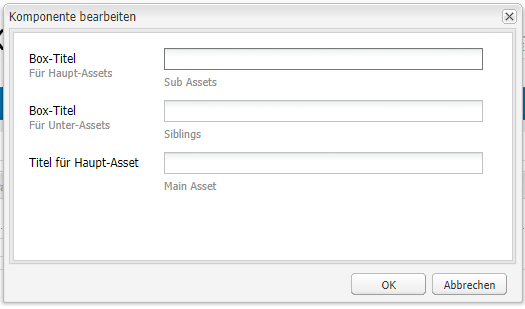 Komponente bearbeiten
Box-Titel
Für Haupt-Assets
Sub Assets
Box-Titel
Für Unter-Assets
Siblings
Titel für Haupt-Asset
Main Asset
OK
Abbrechen